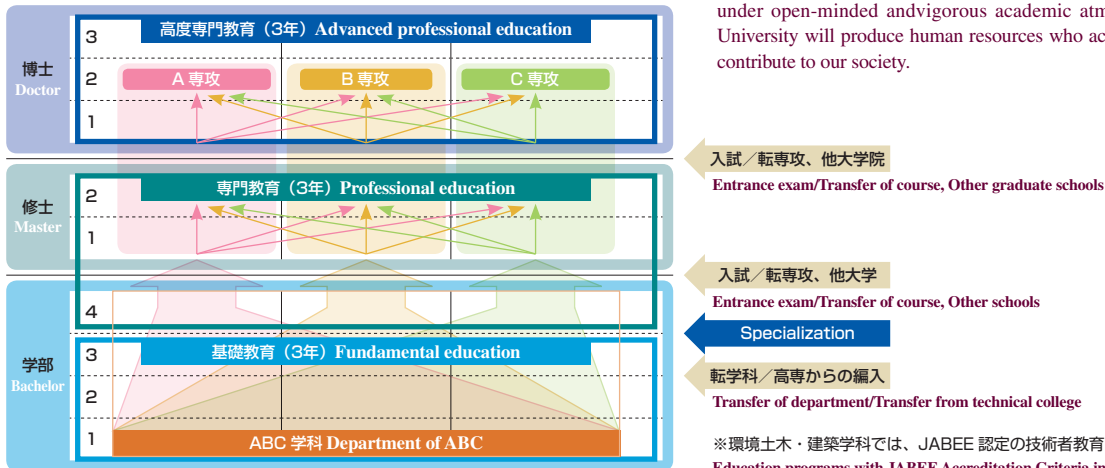 under open-minded andvigorous academic atm
University will produce human resources who ac
contribute to our society.
博士
Doctor
3
2
1
高度専門教育（3年）Advanced professional education
A 専攻
B 専攻
C 専攻
入試／転専攻、他大学院
Entrance exam/Transfer of course, Other graduate schools
修士
Master
2
1
専門教育（3年）Professional education
入試／転専攻、他大学
Entrance exam/Transfer of course, Other schools
Specialization
学部
Bachelor
4
3
2
1
基礎教育（3年）Fundamental education
ABC 学科 Department of ABC
転学科／高専からの編入
Transfer of department/Transfer from technical college
※環境土木・建築学科では、JABEE 認定の技術者教育
Education programs with JABEE Accreditation Criteria in